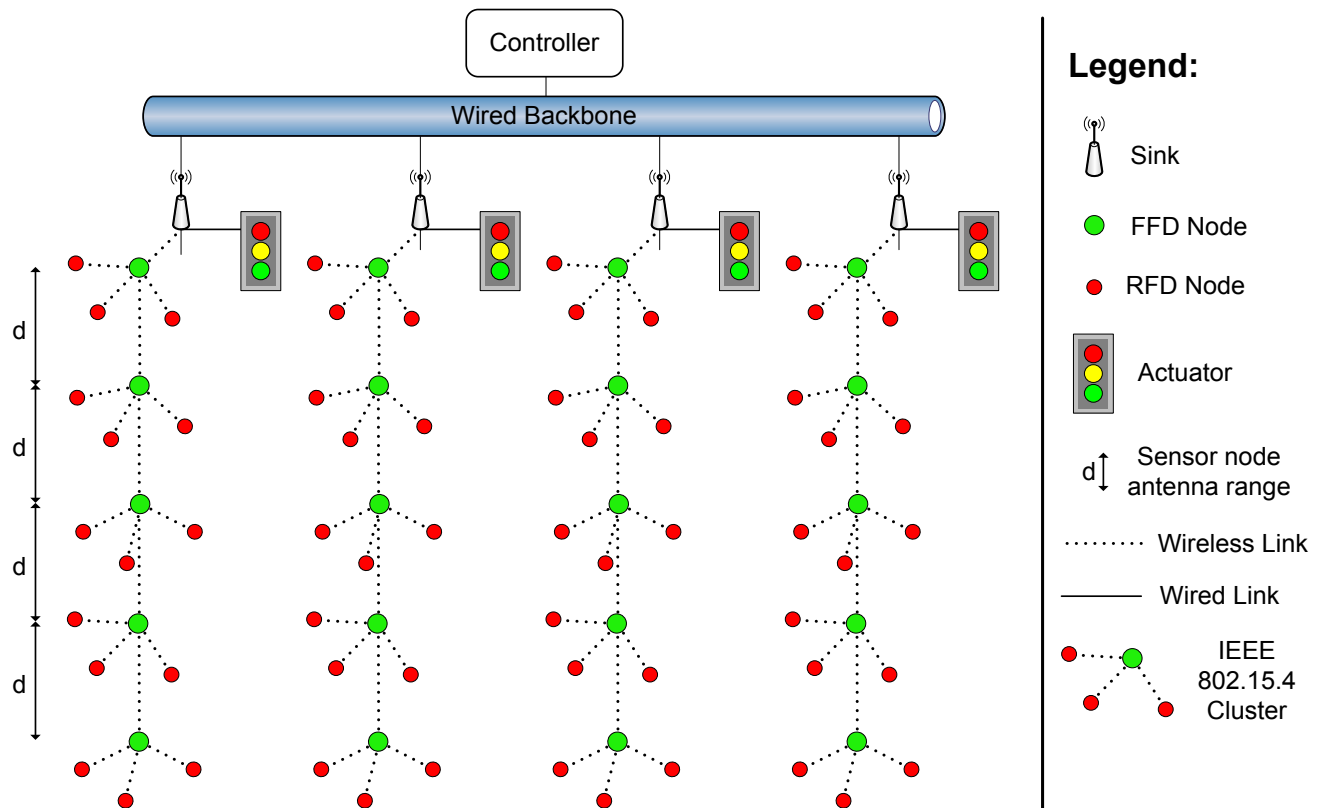 Controller
Wired Backbone
d
d
d
d
Legend:
Sink
FFD Node
RFD Node
Actuator
d
Sensor node
antenna range
Wireless Link
Wired Link
IEEE
802.15.4
Cluster